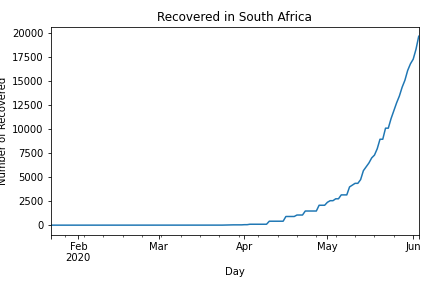 Recovered in South Africa
20000
17500
15000
12500
10000
7500
5000
2500
0
Number of Recovered
Feb
2020
Mar
Apr
May
Jun
Day